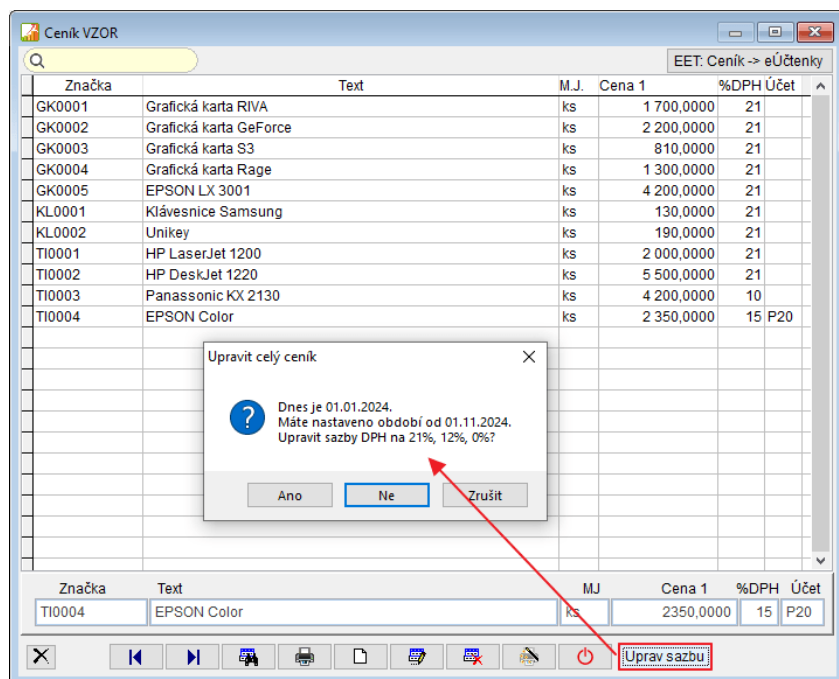 Ceník VZOR
EET: Ceník -> eÚčtenky
Značka Text M.J. Cena 1 %DPH Účet
GK0001 Grafická karta RIVA ks 1 700,0000 21
GK0002 Grafická karta GeForce ks 2 200,0000 21
GK0003 Grafická karta S3 ks 810,0000 21
GK0004 Grafická karta Rage ks 1 300,0000 21
GK0005 EPSON LX 3001 ks 4 200,0000 21
KL0001 Klávesnice Samsung ks 130,0000 21
KL0002 Unikey ks 190,0000 21
TI0001 HP LaserJet 1200 ks 2 000,0000 21
TI0002 HP DeskJet 1220 ks 5 500,0000 21
TI0003 Panassonic KX 2130 ks 4 200,0000 10
TI0004 EPSON Color ks 2 350,0000 15 P20
Upravit celý ceník
Dnes je 01.01.2024.
Máte nastaveno období od 01.11.2024.
Upravit sazby DPH na 21%, 12%, 0%?
Ano Ne Zrušit
Značka Text MJ Cena 1 %DPH Účet
TI0004 EPSON Color ks 2350,0000 15 P20
Uprav sazbu